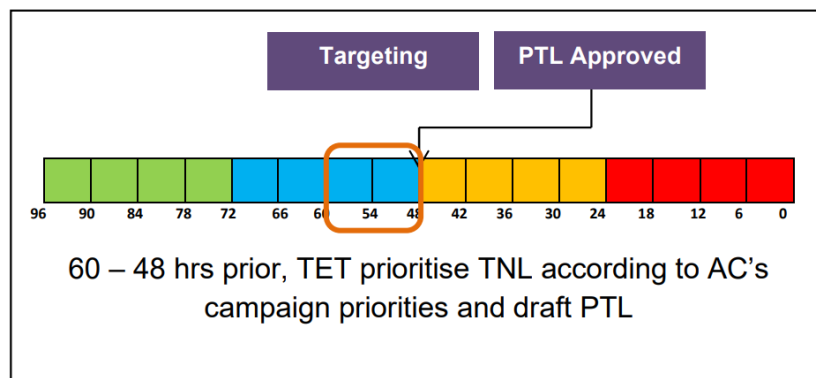 Targeting
PTL Approved
96 90 84 78 72 66 60 54 48 42 36 30 24 18 12 6 0
60 – 48 hrs prior, TET prioritise TNL according to AC’s
campaign priorities and draft PTL